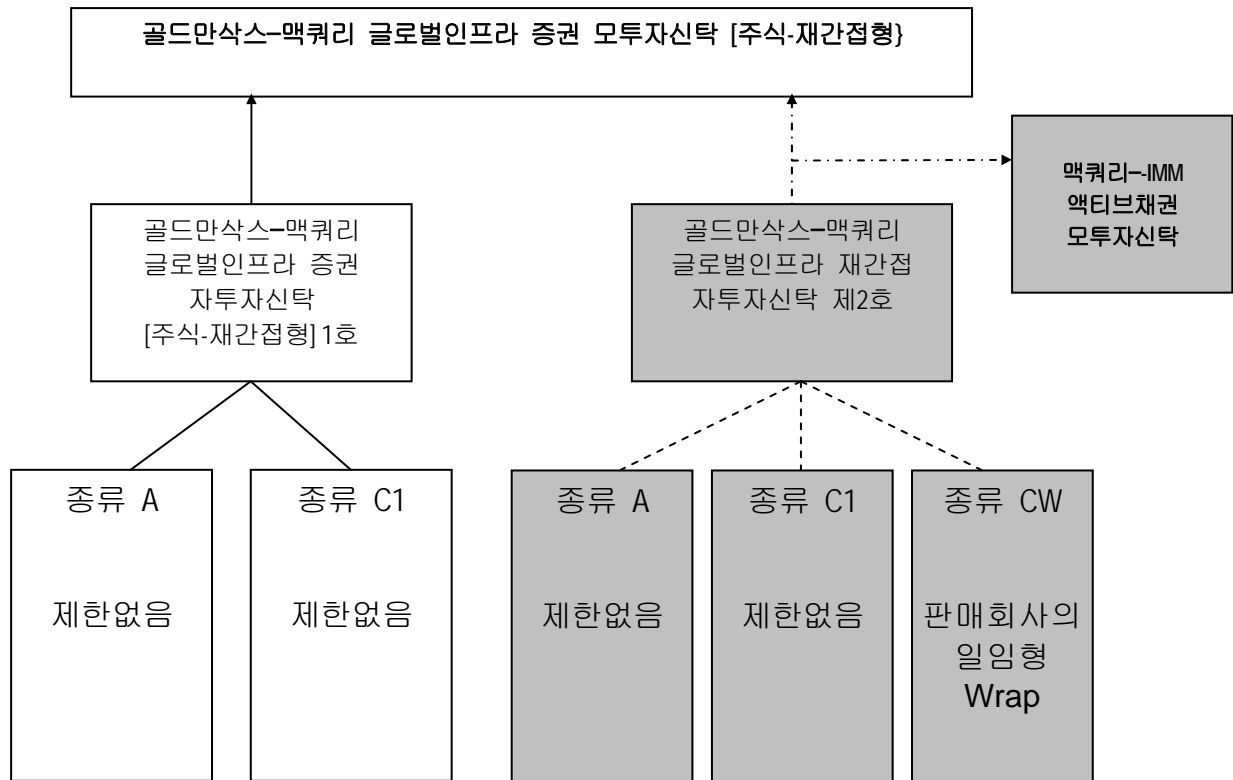 골드만삭스–맥쿼리 글로벌인프라 증권 모투자신탁 [주식-재간접형}
맥쿼리–-IMM
액티브채권
모투자신탁
골드만삭스–맥쿼리
글로벌인프라 증권
자투자신탁
[주식-재간접형] 1호
골드만삭스–맥쿼리
글로벌인프라 재간접
자투자신탁 제2호
종류 A
제한없음
종류 C1
제한없음
종류 A
제한없음
종류 C1
제한없음
종류 CW
판매회사의
일임형
Wrap